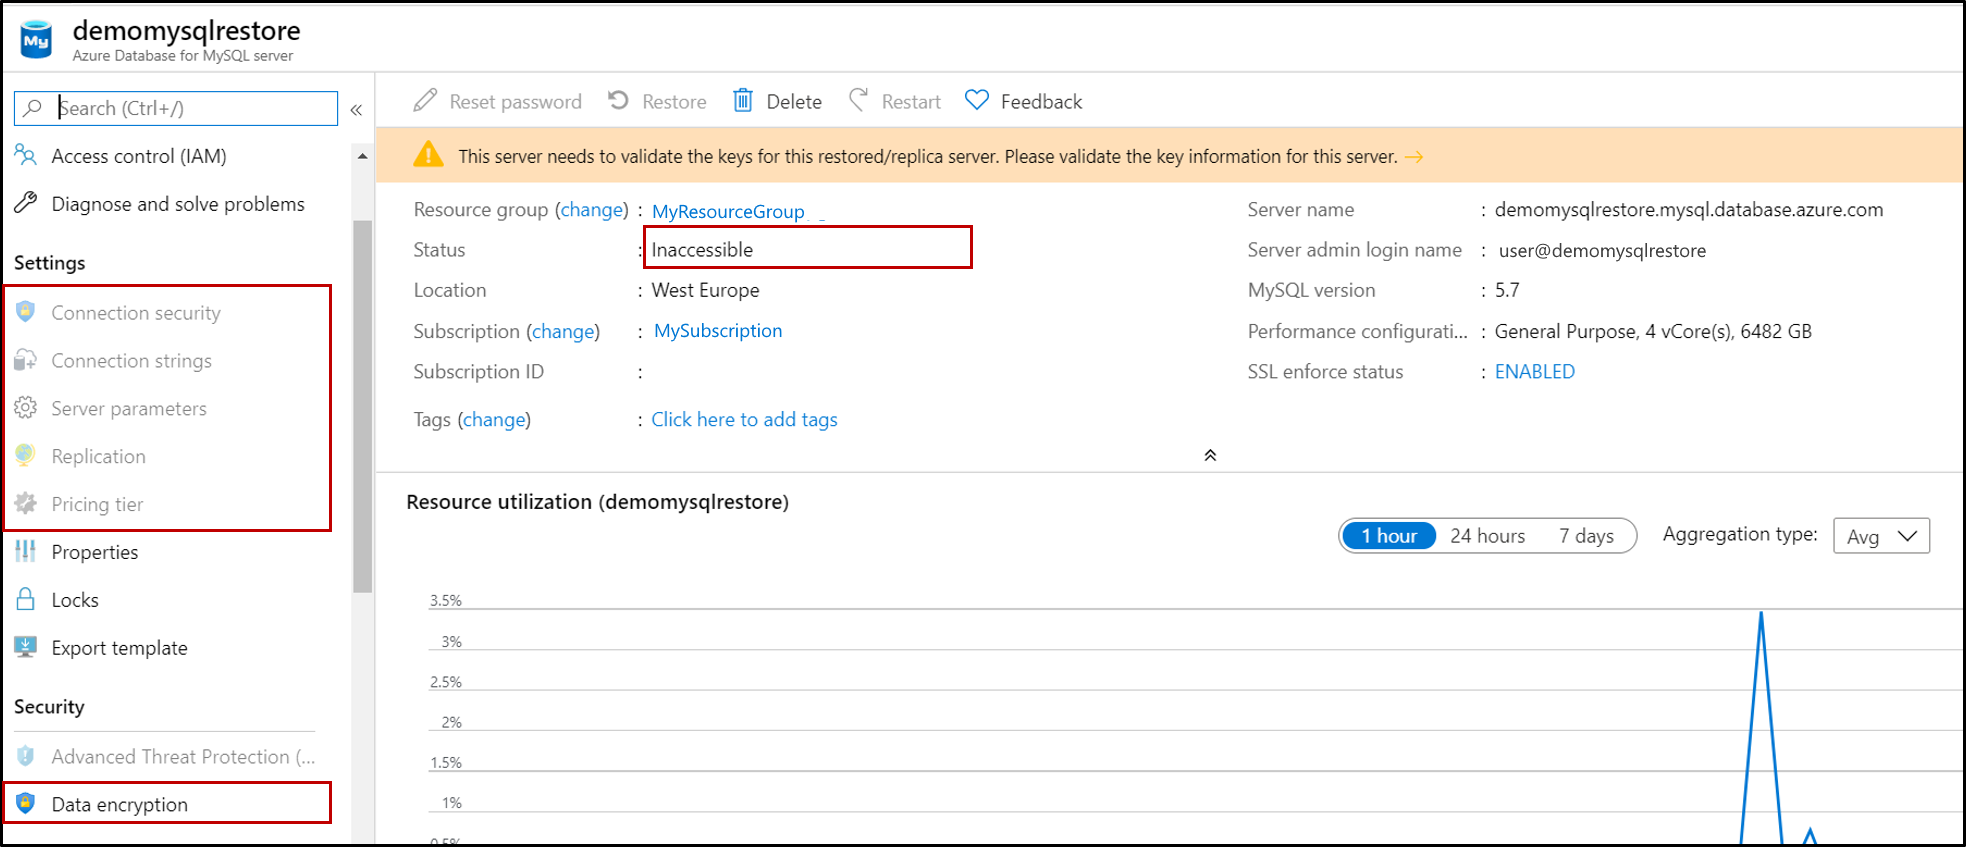 My
demomysqlrestore
Azure Database for MySQL server
Search (Ctrl+/)
«
Access control (IAM)
Diagnose and solve problems
Settings
Connection security
Connection strings
Server parameters
Replication
Pricing tier
Properties
Locks
Export template
Security
Advanced Threat Protection (...
Data encryption
Reset password Restore Delete Restart Feedback
This server needs to validate the keys for this restored/replica server. Please validate the key information for this server. →
Resource group (change) : MyResourceGroup
Status : Inaccessible
Location : West Europe
Subscription (change) : MySubscription
Subscription ID :
Tags (change) : Click here to add tags
Server name : demomysqlrestore.mysql.database.azure.com
Server admin login name : user@demomysqlrestore
MySQL version : 5.7
Performance configurati... : General Purpose, 4 vCore(s), 6482 GB
SSL enforce status : ENABLED
Resource utilization (demomysqlrestore)
1 hour 24 hours 7 days Aggregation type: Avg
3.5%
3%
2.5%
2%
1.5%
1%
0.5%